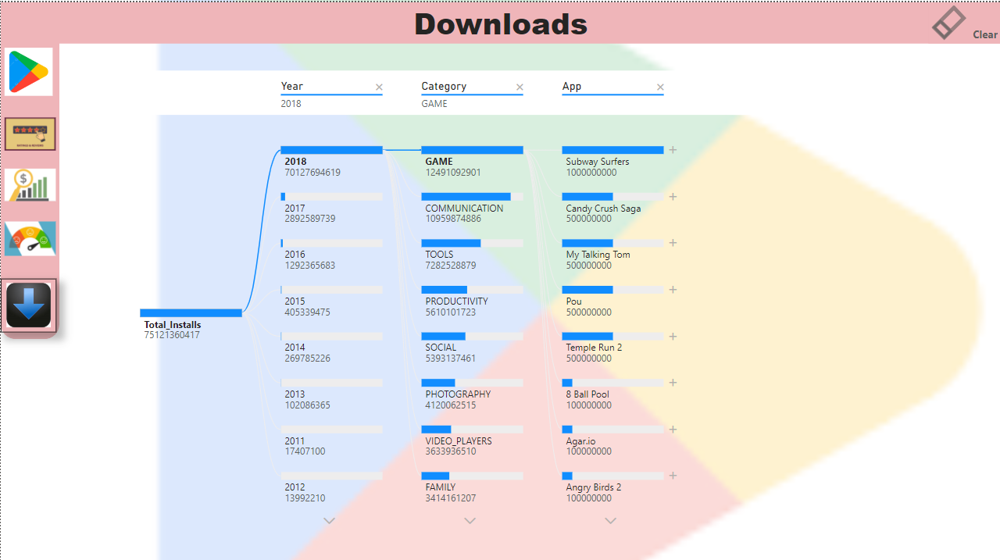 Downloads
Clear
Year
Category
App
2018
GAME
2018
70127694619
2017
2892589739
2016
1292365683
2015
405339475
2014
269785226
2013
102086365
2011
17407100
2012
13992210
Total_Installs
75121360417
GAME
12491092901
COMMUNICATION
10959874886
TOOLS
7282528879
PRODUCTIVITY
5610101723
SOCIAL
5393137461
PHOTOGRAPHY
4120062515
VIDEO_PLAYERS
3633936510
FAMILY
3414161207
Subway Surfers
1000000000
Candy Crush Saga
500000000
My Talking Tom
500000000
Pou
500000000
Temple Run 2
500000000
8 Ball Pool
100000000
Agar.io
100000000
Angry Birds 2
100000000